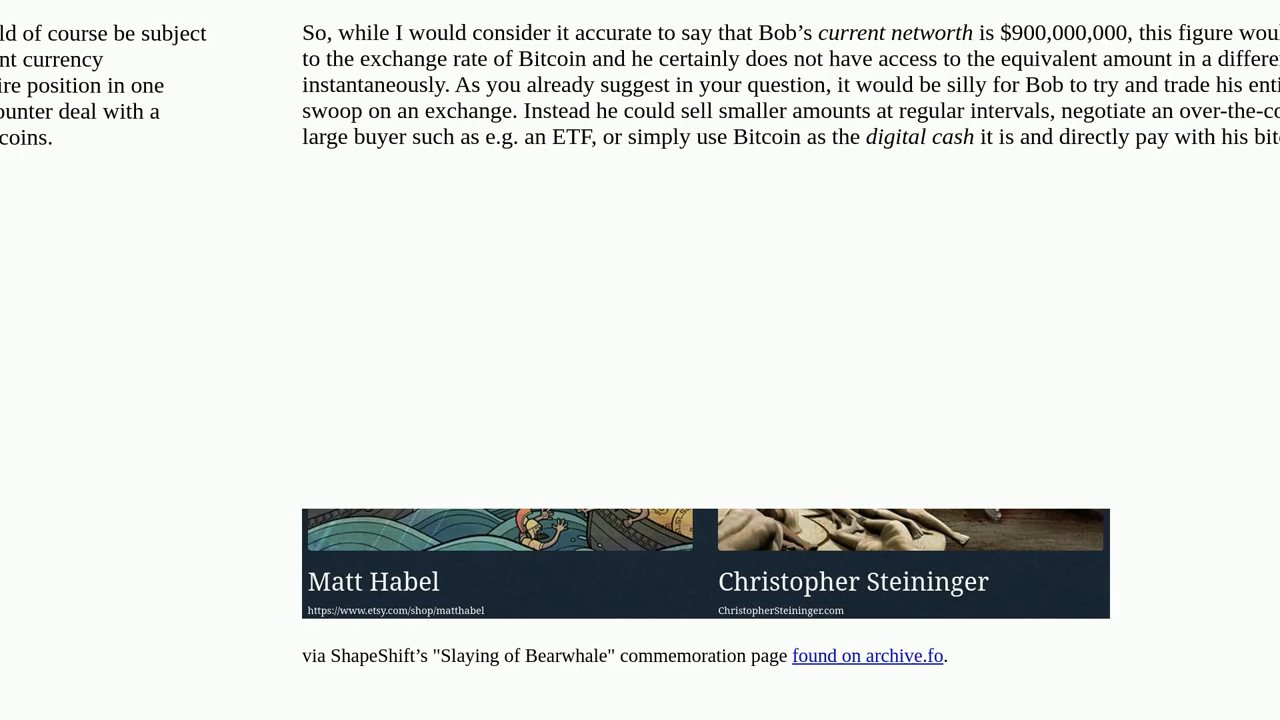 ld of course be subject
nt currency
ire position in one
ounter deal with a
coins.
So, while I would consider it accurate to say that Bob’s current networth is $900,000,000, this figure woul
to the exchange rate of Bitcoin and he certainly does not have access to the equivalent amount in a differe
instantaneously. As you already suggest in your question, it would be silly for Bob to try and trade his enti
swoop on an exchange. Instead he could sell smaller amounts at regular intervals, negotiate an over-the-co
large buyer such as e.g. an ETF, or simply use Bitcoin as the digital cash it is and directly pay with his bitc
Matt Habel
https://www.etsy.com/shop/matthabel
Christopher Steininger
ChristopherSteininger.com
via ShapeShift’s "Slaying of Bearwhale" commemoration page found on archive.fo.